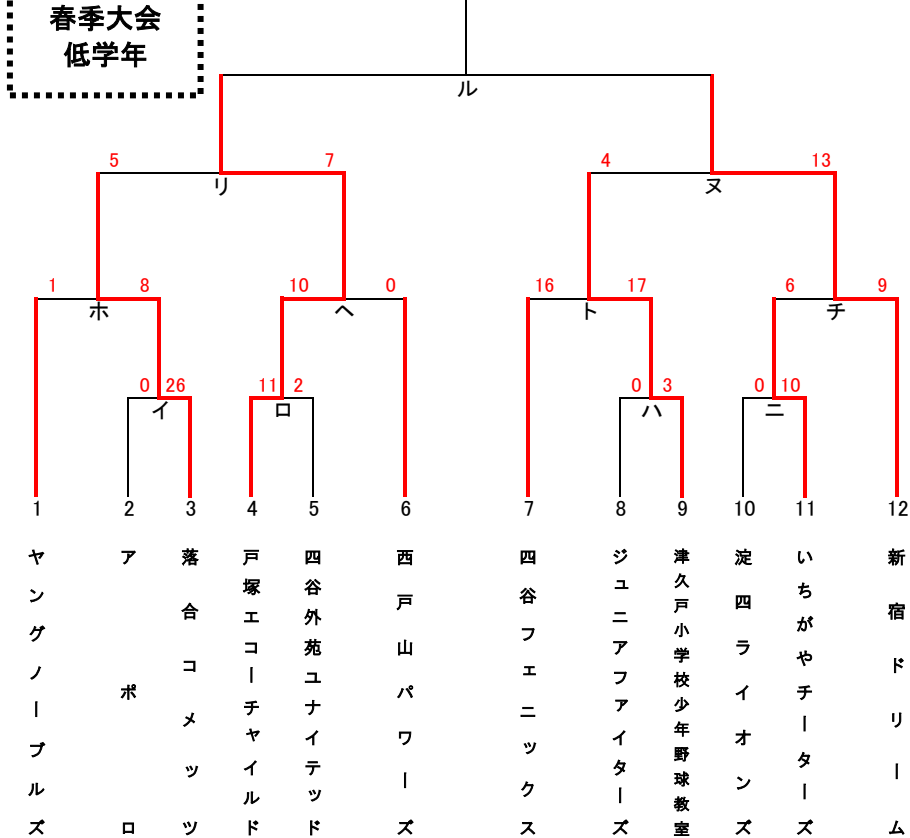 春季大会
低学年
ル
5 7 4 13
リ ヌ
1 8 10 0 16 17 6 9
ホ ヘ ト チ
0 26 11 2 0 3 0 10
イ ロ ハ ニ
1 2 3 4 5 6 7 8 9 10 11 12
ヤングノーブルズ
アポロ
落合コメッツ
戸塚エコーチャイルド
四谷外苑ユナイテッド
西戸山パワーズ
四谷フェニックス
ジュニアファイターズ
津久戸小学校少年野球教室
淀四ライオンズ
いちがやチーターズ
新宿ドリーム